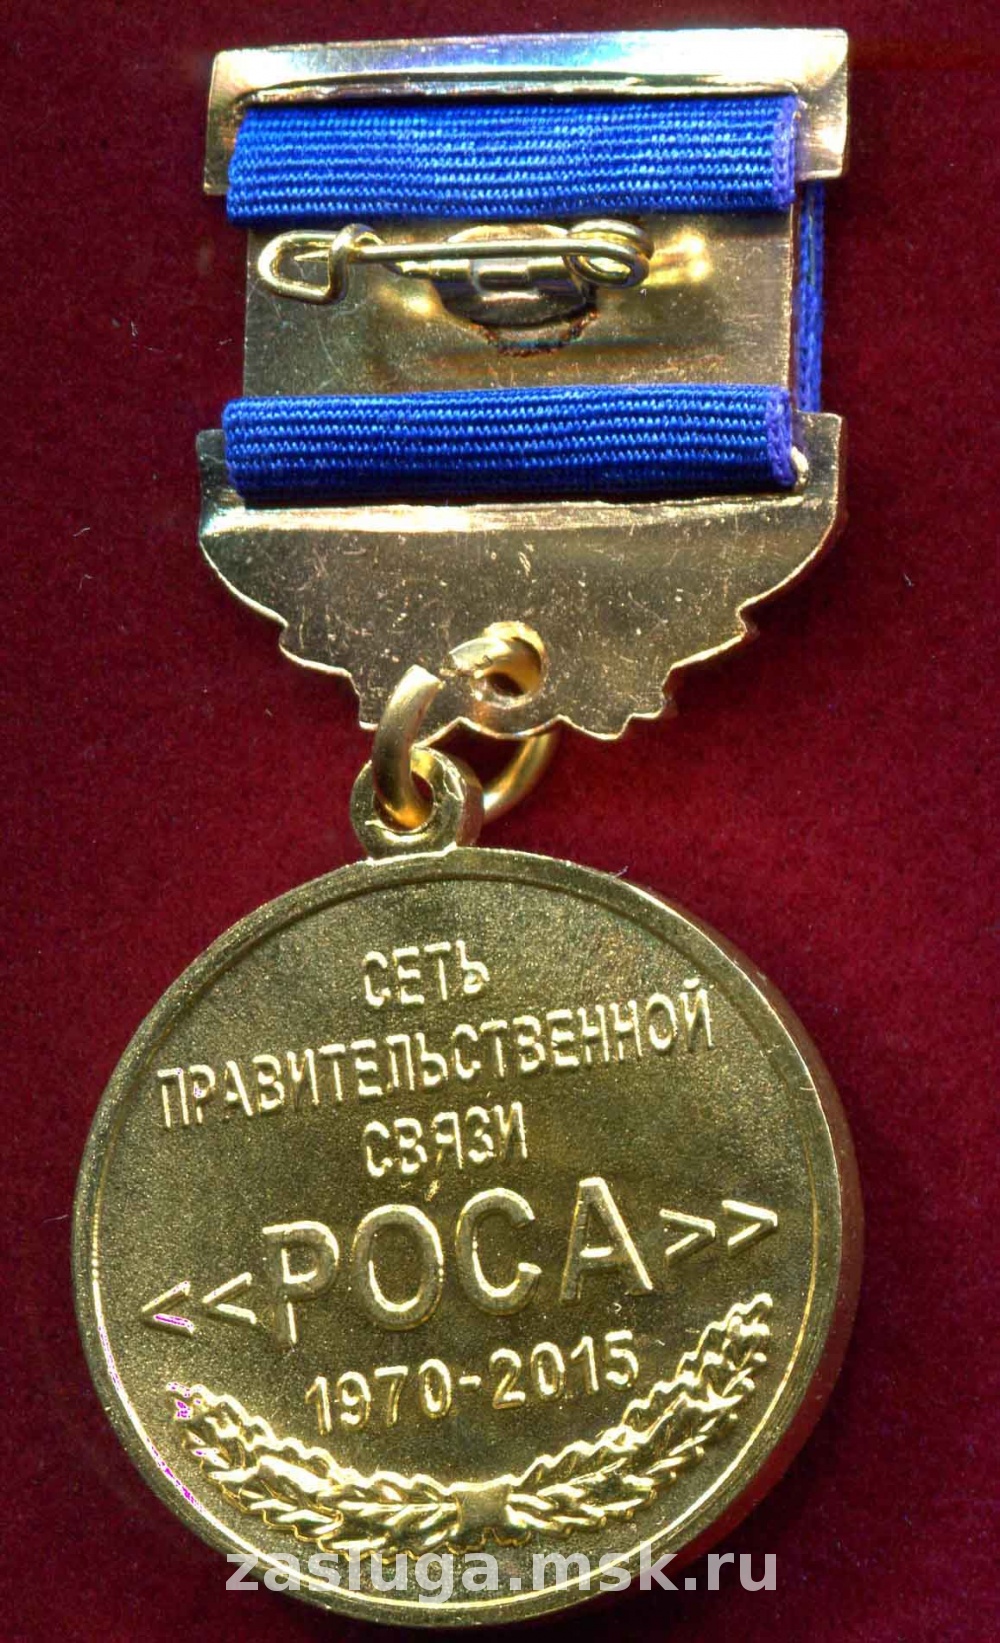 СЕТЬ
ПРАВИТЕЛЬСТВЕННОЙ
СВЯЗИ
<<РОСА>>
1970-2015
zasluga.msk.ru